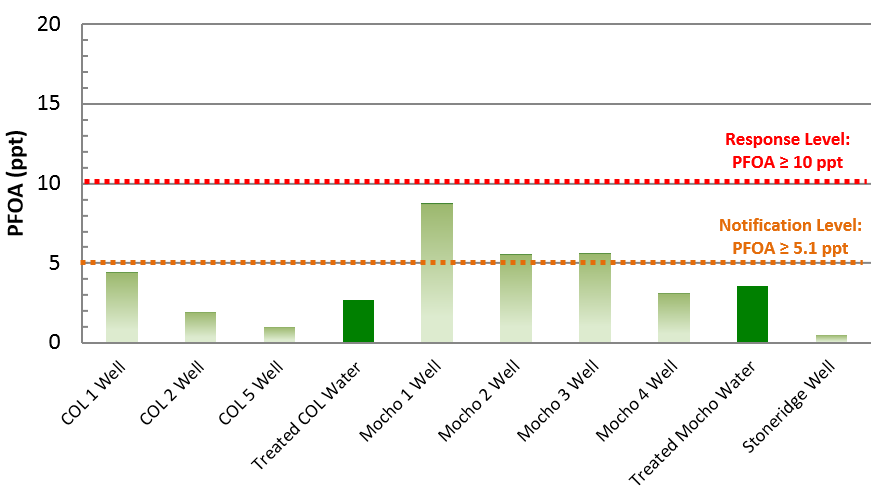 20
15
10
5
0
PFOA (ppt)
Response Level:
PFOA ≥ 10 ppt
Notification Level:
PFOA ≥ 5.1 ppt
COL 1 Well
COL 2 Well
COL 5 Well
Treated COL Water
Mocho 1 Well
Mocho 2 Well
Mocho 3 Well
Mocho 4 Well
Treated Mocho Water
Stoneridge Well